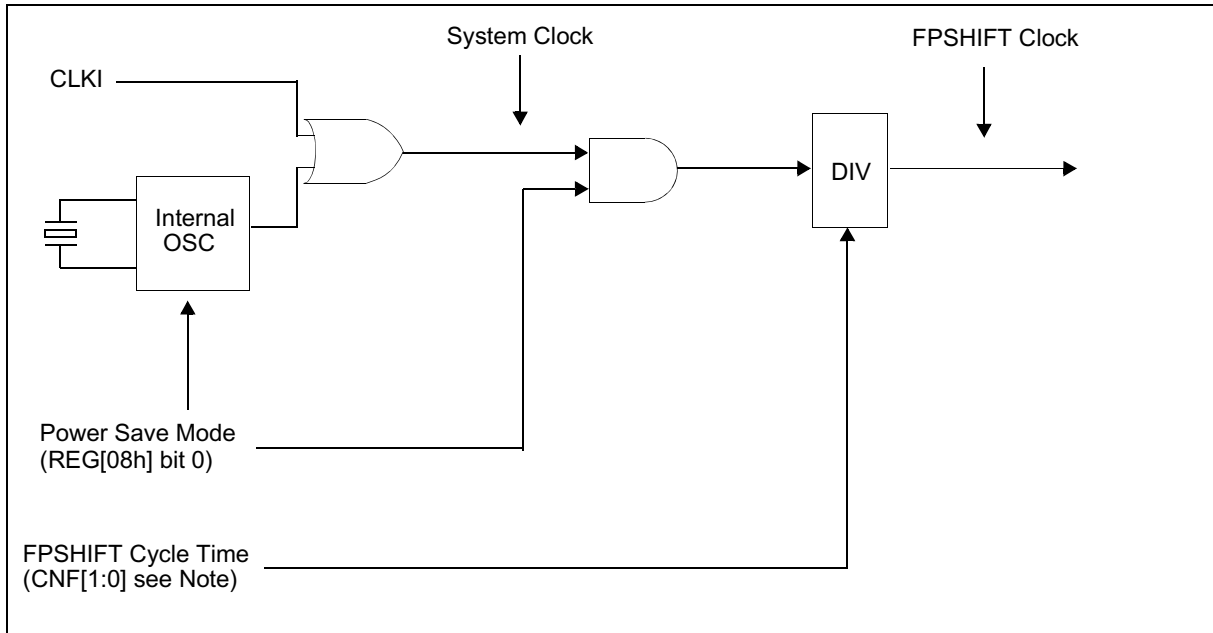 System Clock
FPSHIFT Clock
CLKI
DIV
Internal
OSC
Power Save Mode
(REG[08h] bit 0)
FPSHIFT Cycle Time
(CNF[1:0] see Note)